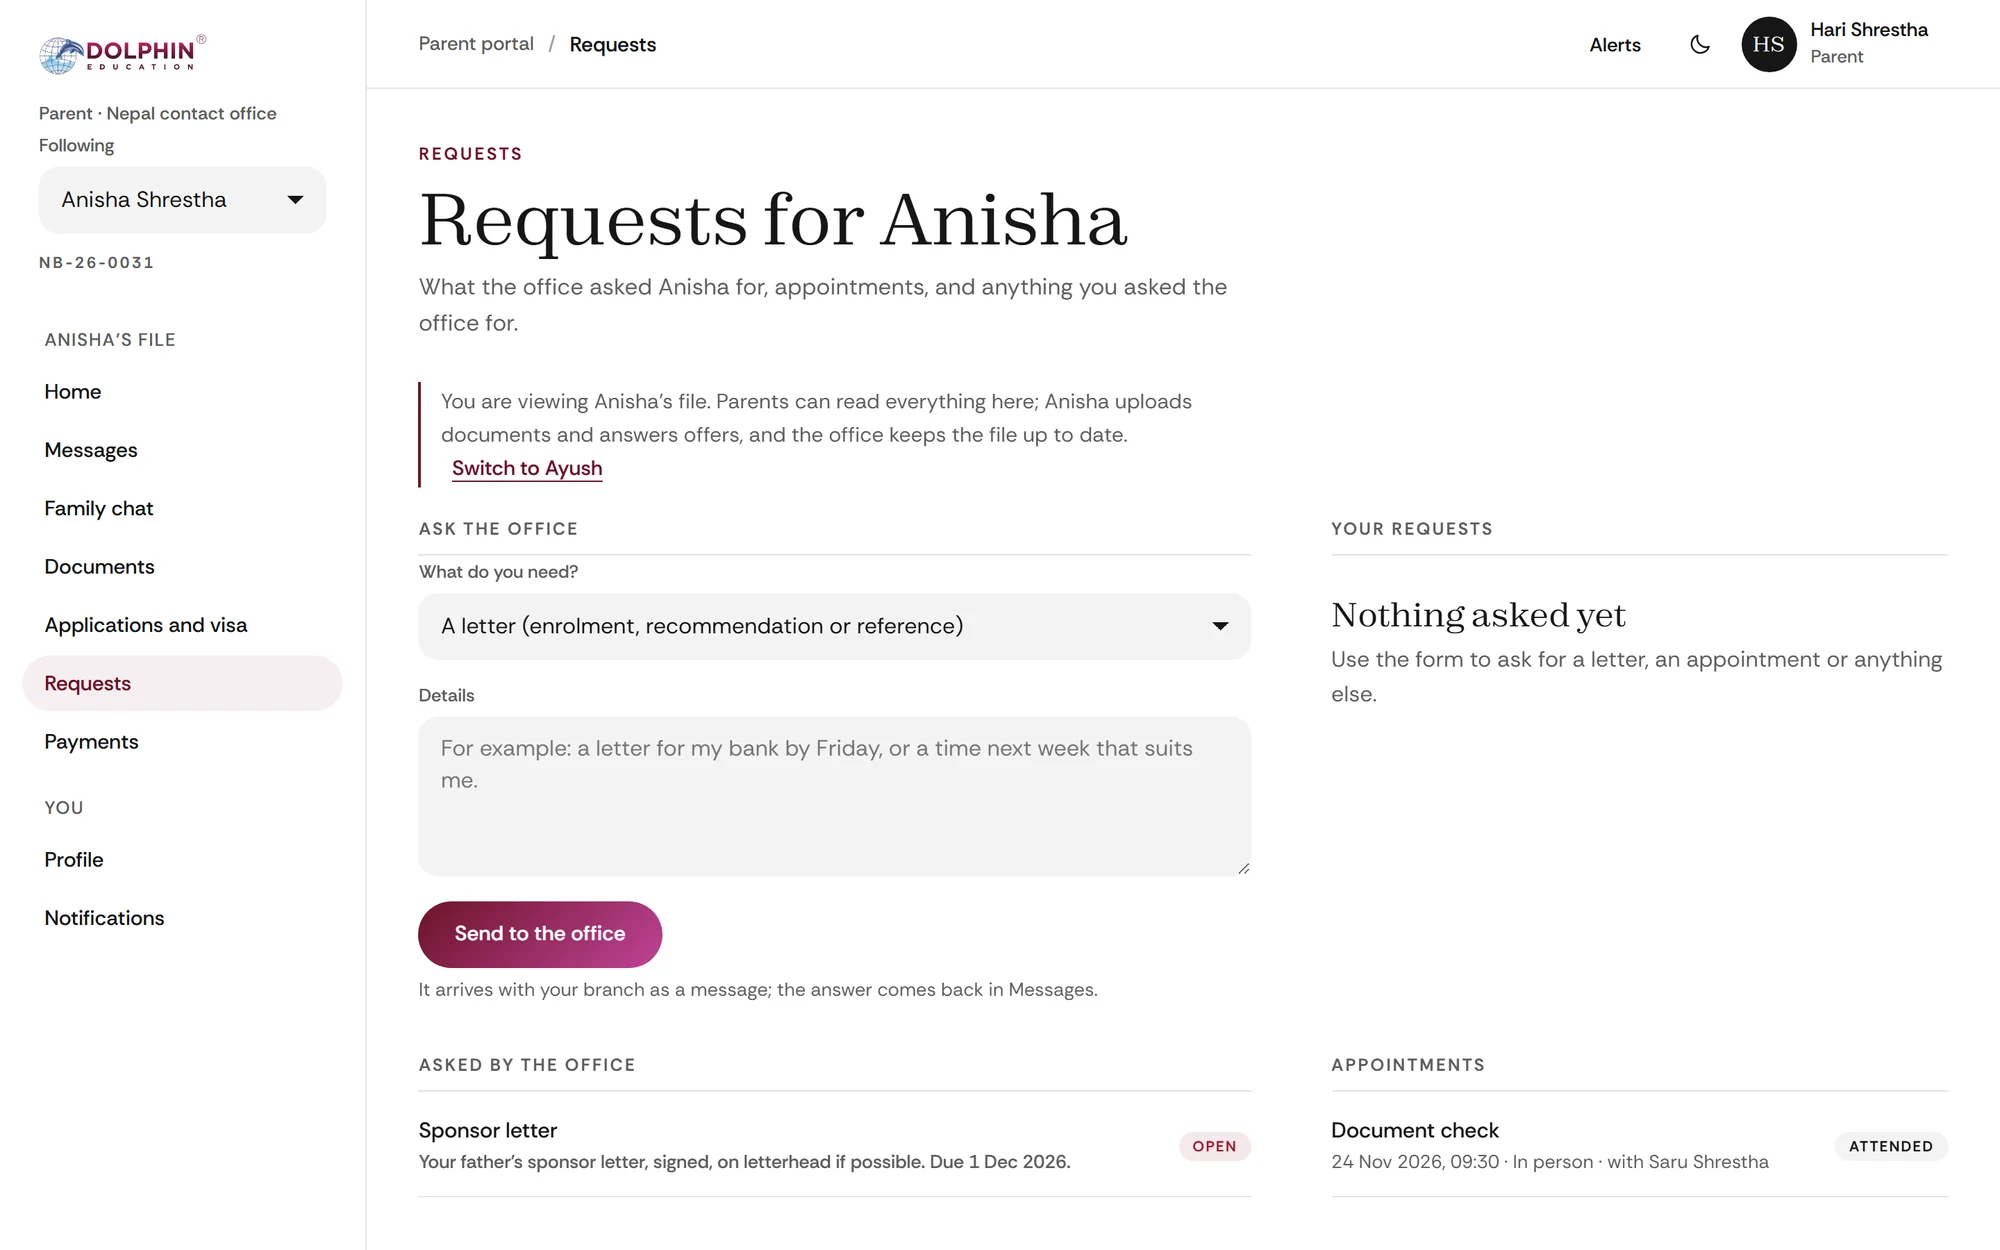 DOLPHIN®
EDUCATION
Parent · Nepal contact office
Following
Anisha Shrestha
NB-26-0031
ANISHA’S FILE
Home
Messages
Family chat
Documents
Applications and visa
Requests
Payments
YOU
Profile
Notifications
Parent portal / Requests
Alerts
HS
Hari Shrestha
Parent
REQUESTS
Requests for Anisha
What the office asked Anisha for, appointments, and anything you asked the
office for.
You are viewing Anisha’s file. Parents can read everything here; Anisha uploads
documents and answers offers, and the office keeps the file up to date.
Switch to Ayush
ASK THE OFFICE
What do you need?
A letter (enrolment, recommendation or reference)
Details
For example: a letter for my bank by Friday, or a time next week that suits
me.
Send to the office
It arrives with your branch as a message; the answer comes back in Messages.
YOUR REQUESTS
Nothing asked yet
Use the form to ask for a letter, an appointment or anything
else.
ASKED BY THE OFFICE
Sponsor letter
Your father’s sponsor letter, signed, on letterhead if possible. Due 1 Dec 2026.
OPEN
APPOINTMENTS
Document check
24 Nov 2026, 09:30 · In person · with Saru Shrestha
ATTENDED